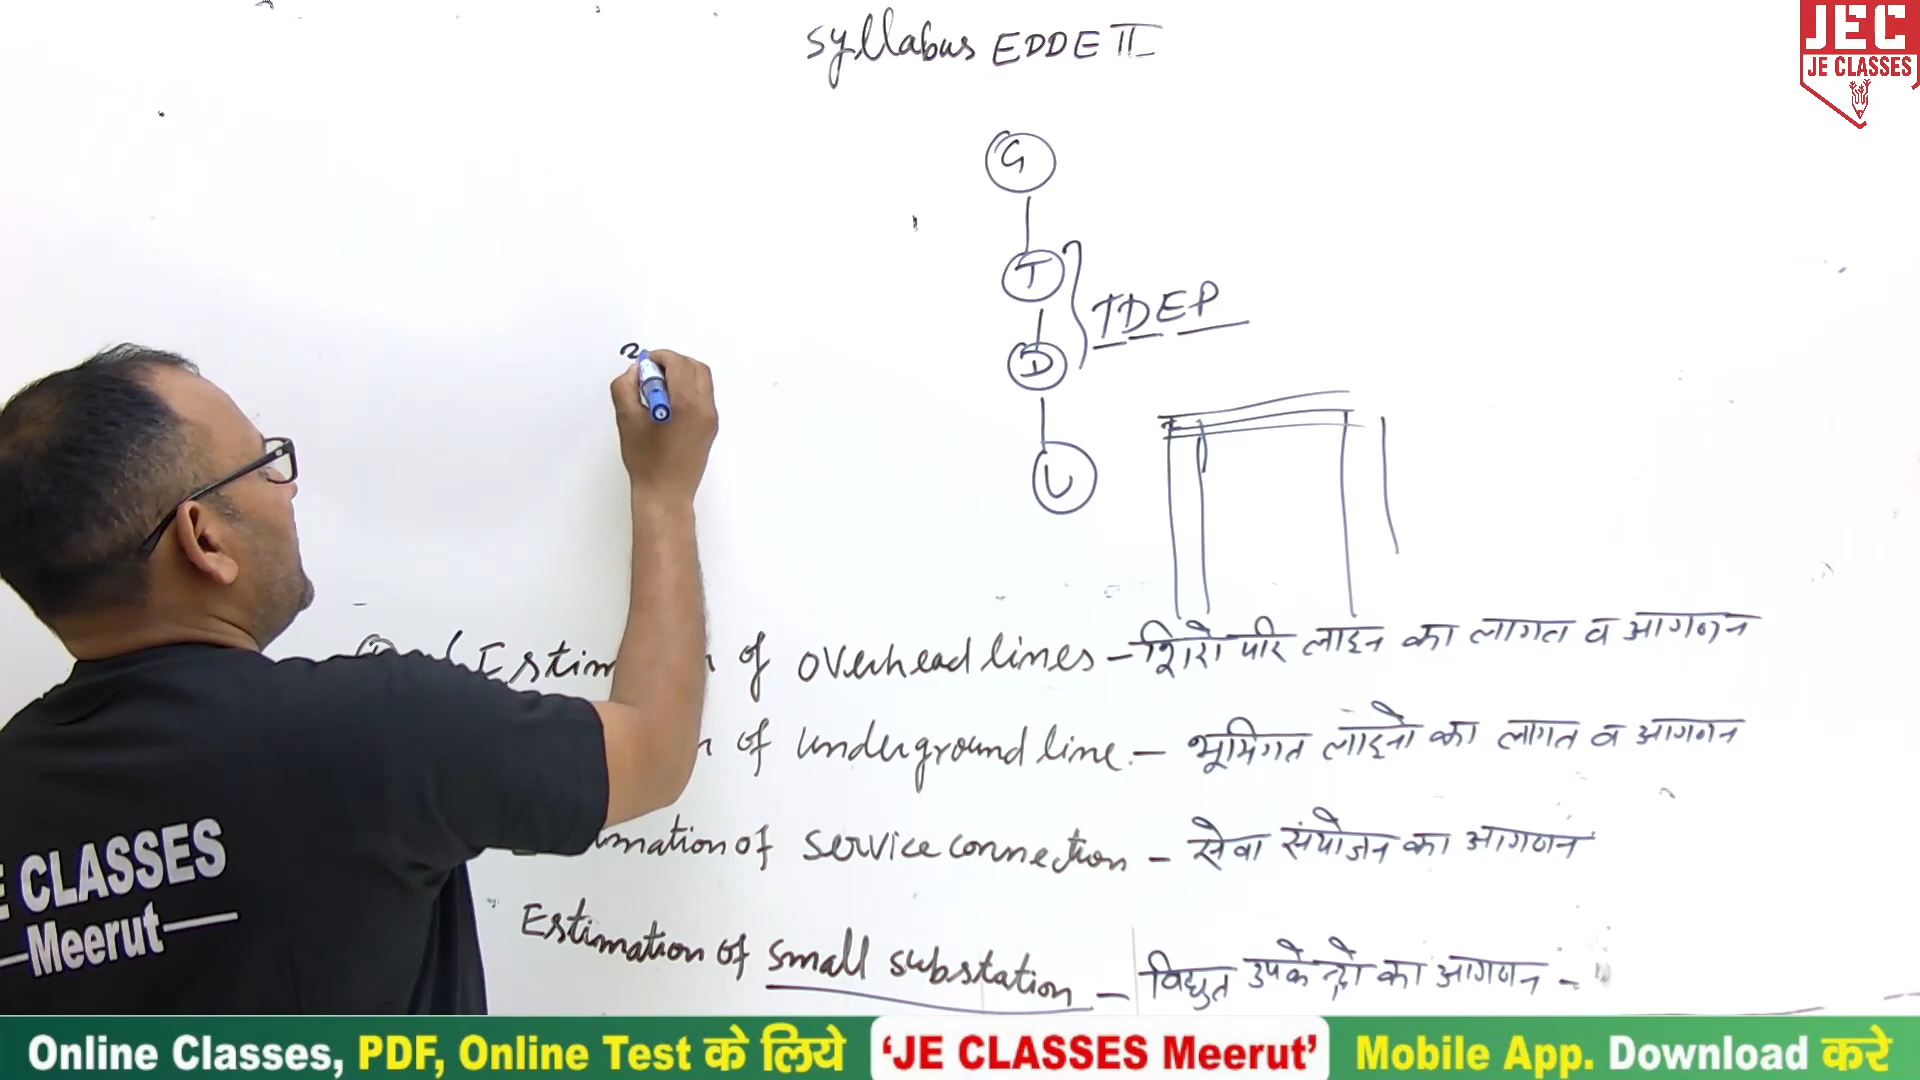 syllabus EDDE II
JEC
JE CLASSES
G
T
TDEP
D
U
Estim of overhead lines – शिरोपरि लाइन का लागत व आगणन
of underground line. – भूमिगत लाइनो का लागत व आगणन
mation of service connection – सेवा संयोजन का आगणन
Estimation of small substation – विद्युत उपकेन्द्रो का आगणन -
E CLASSES
Meerut
Online Classes, PDF, Online Test के लिये 'JE CLASSES Meerut' Mobile App. Download करे